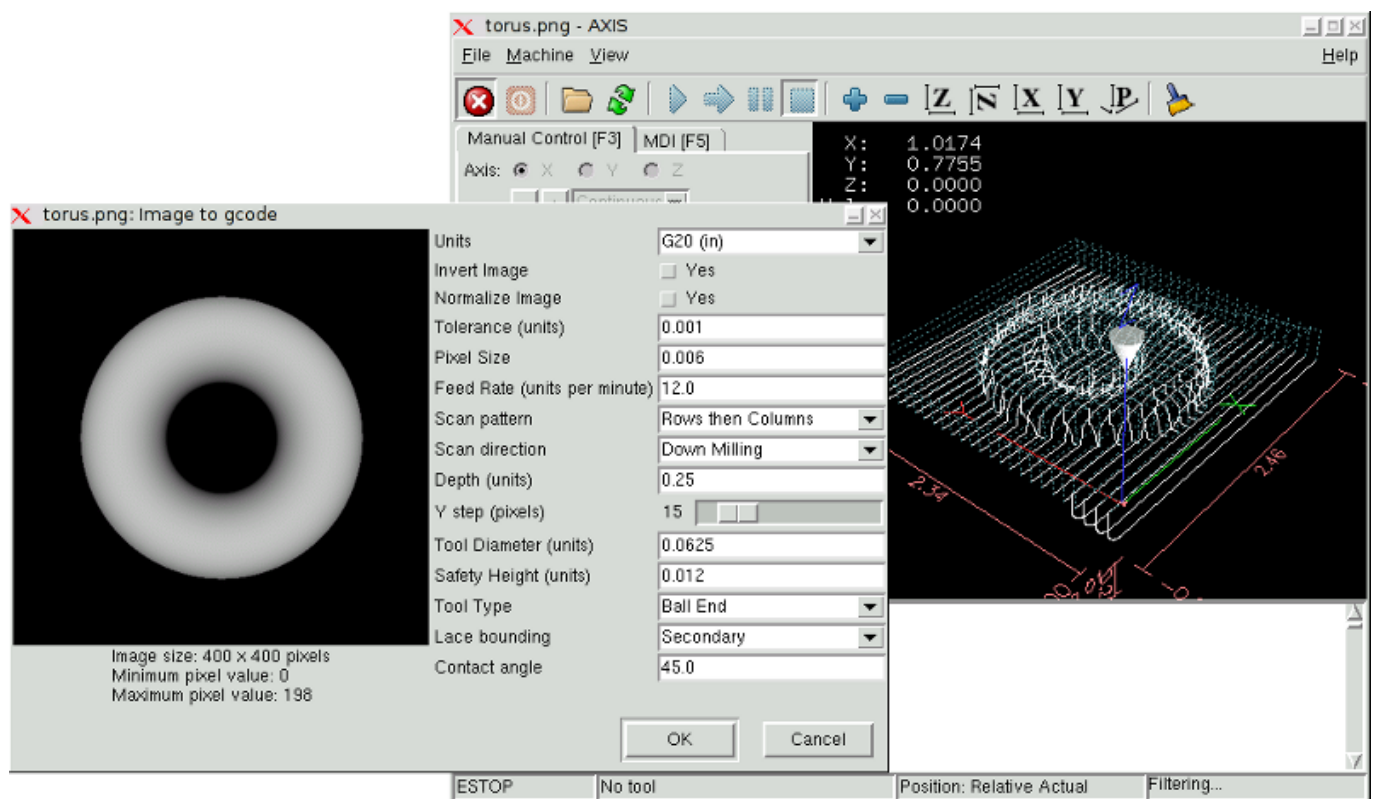 torus.png - AXIS
File Machine View Help
Z N X Y P
Manual Control [F3] MDI [F5]
Axis: X Y Z
Continuous
X: 1.0174
Y: 0.7755
Z: 0.0000
0.0000
2.34
2.46
torus.png: Image to gcode
Units G20 (in)
Invert Image Yes
Normalize Image Yes
Tolerance (units) 0.001
Pixel Size 0.006
Feed Rate (units per minute) 12.0
Scan pattern Rows then Columns
Scan direction Down Milling
Depth (units) 0.25
Y step (pixels) 15
Tool Diameter (units) 0.0625
Safety Height (units) 0.012
Tool Type Ball End
Lace bounding Secondary
Contact angle 45.0
Image size: 400 x 400 pixels
Minimum pixel value: 0
Maximum pixel value: 198
OK Cancel
ESTOP No tool Position: Relative Actual Filtering...